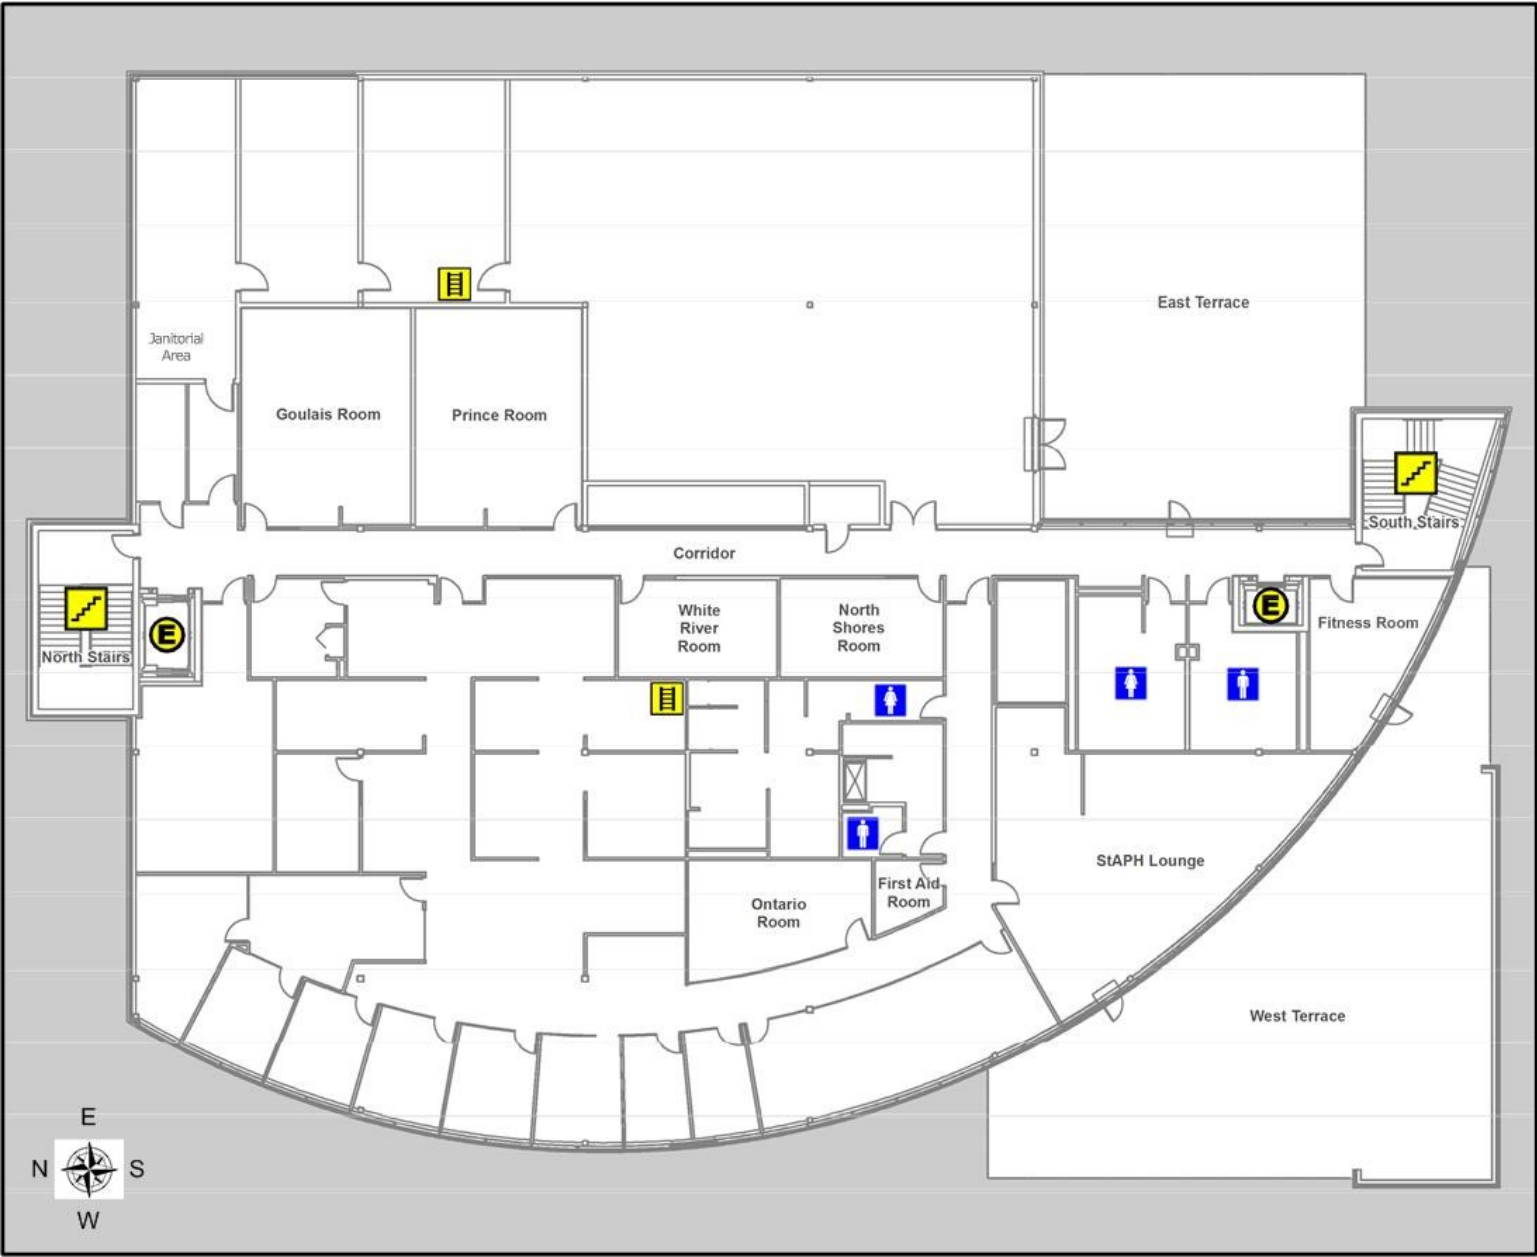 East Terrace
Janitorial
Area
Goulais Room
Prince Room
South Stairs
Corridor
White
River
Room
North
Shores
Room
E
E
Fitness Room
North Stairs
StAPH Lounge
First Aid
Room
Ontario
Room
West Terrace
E
N
S
W